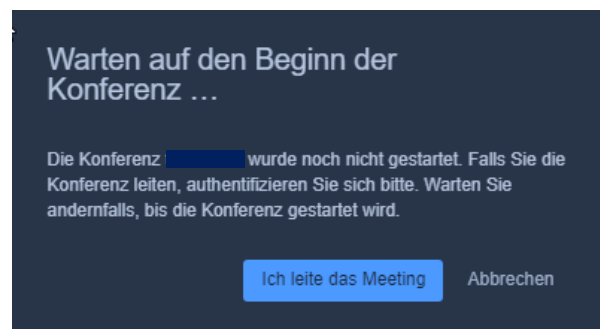 Warten auf den Beginn der
Konferenz ...
Die Konferenz wurde noch nicht gestartet. Falls Sie die
Konferenz leiten, authentifizieren Sie sich bitte. Warten Sie
andernfalls, bis die Konferenz gestartet wird.
Ich leite das Meeting Abbrechen